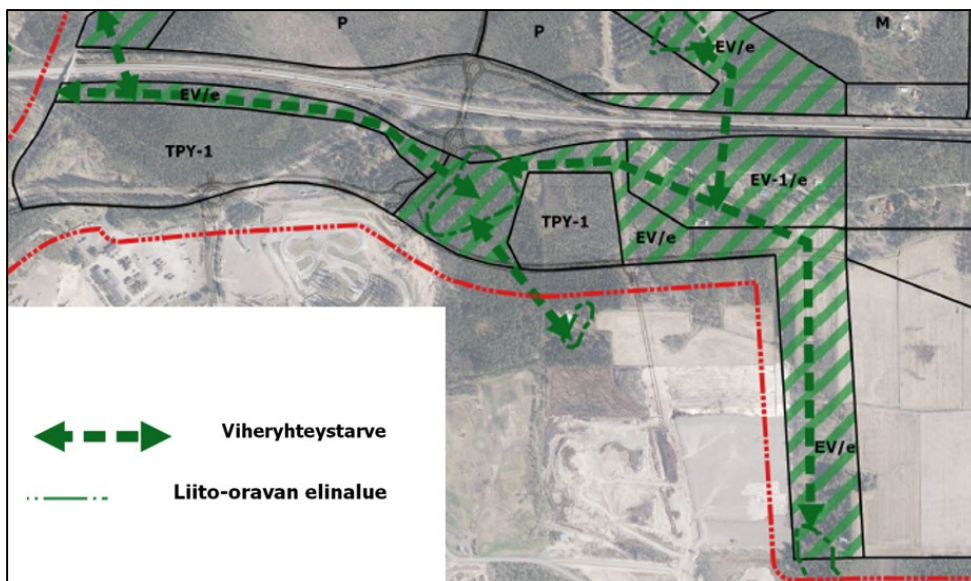 P
P
EV/e
M
EV/e
TPY-1
EV-1/e
TPY-1
EV/e
Viheryhteystarve
EV/e
Liito-oravan elinalue